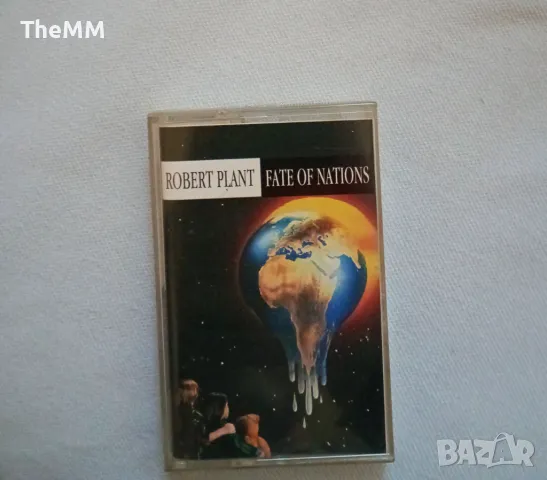 TheMM
ROBERT PLANT FATE OF NATIONS
BAZAR